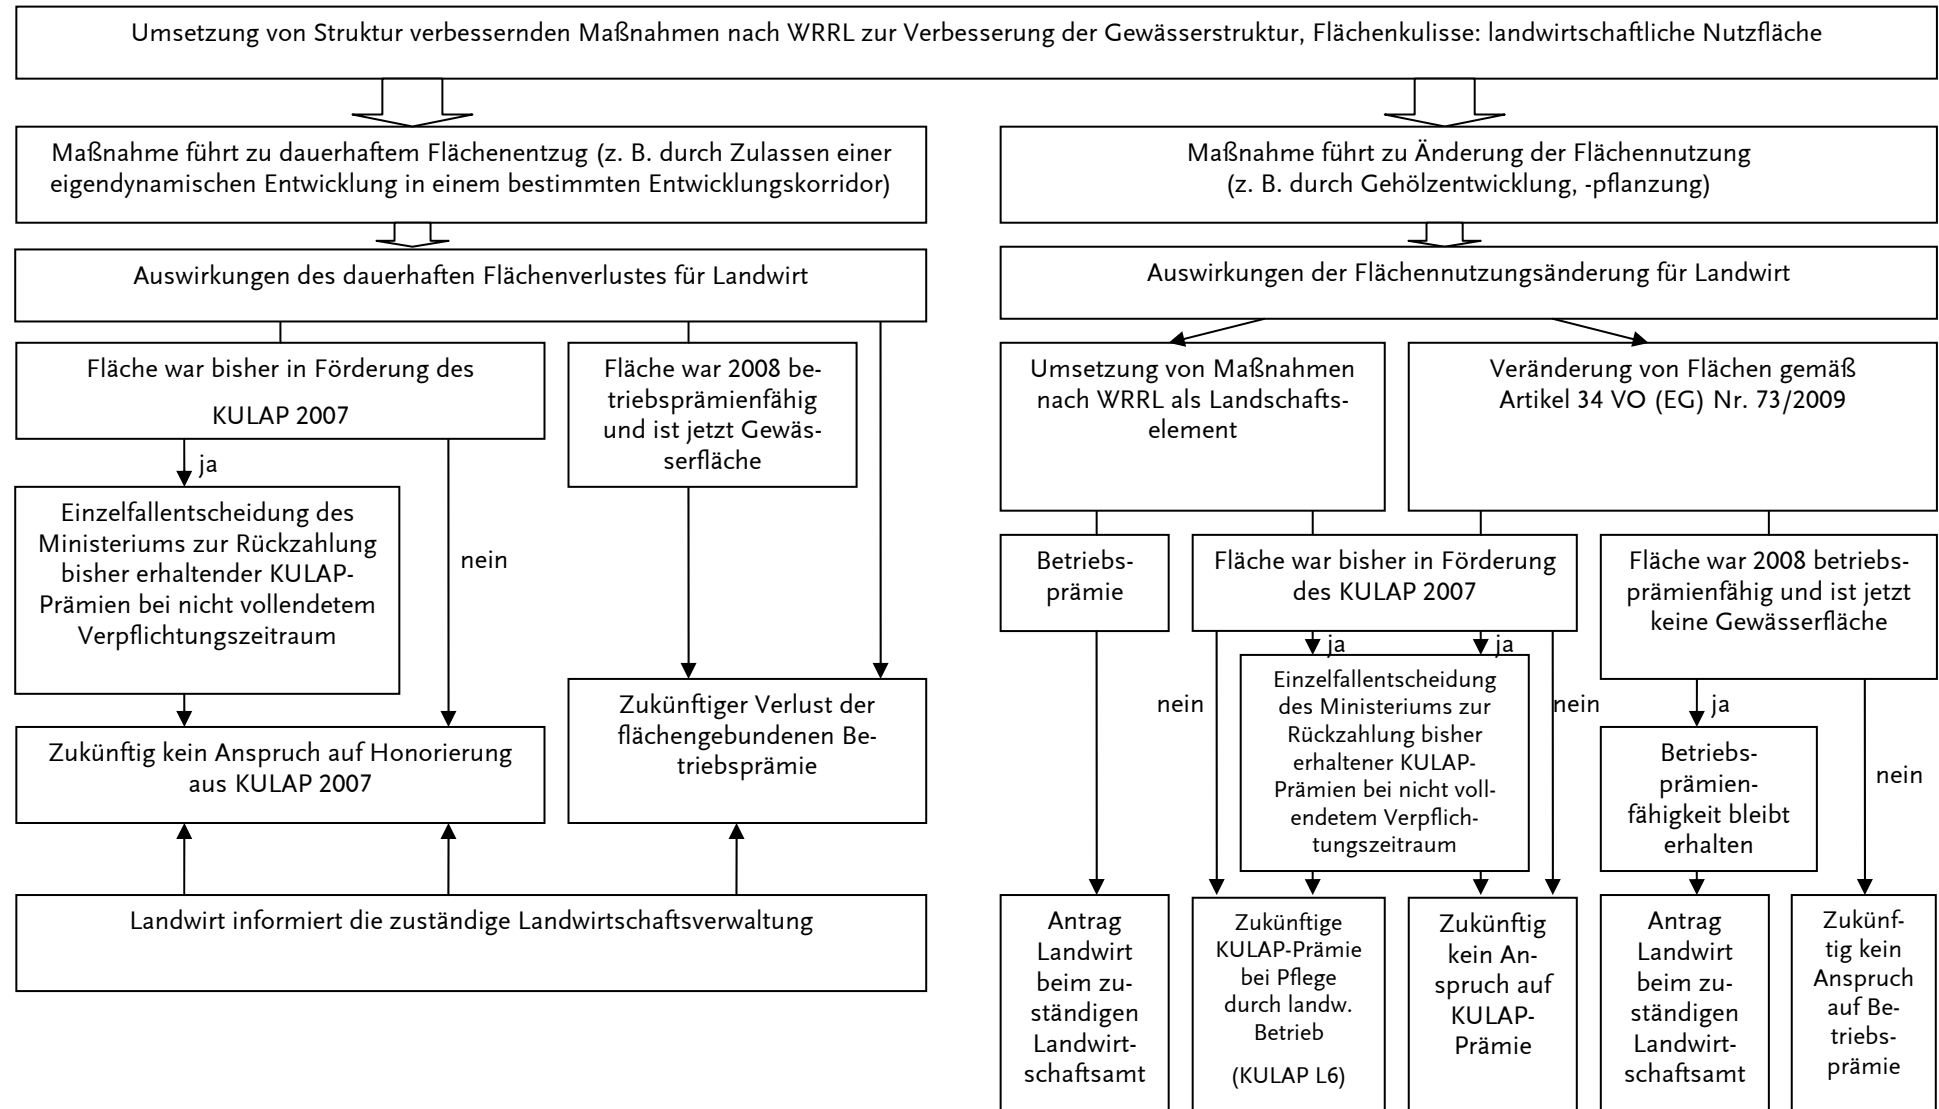 Umsetzung von Struktur verbessernden Maßnahmen nach WRRL zur Verbesserung der Gewässerstruktur, Flächenkulisse: landwirtschaftliche Nutzfläche
Maßnahme führt zu dauerhaftem Flächenentzug (z. B. durch Zulassen einer
eigendynamischen Entwicklung in einem bestimmten Entwicklungskorridor)
Auswirkungen des dauerhaften Flächenverlustes für Landwirt
Fläche war bisher in Förderung des
KULAP 2007
ja
nein
Einzelfallentscheidung des
Ministeriums zur Rückzahlung
bisher erhaltender KULAP-
Prämien bei nicht vollendetem
Verpflichtungszeitraum
Zukünftig kein Anspruch auf Honorierung
aus KULAP 2007
Fläche war 2008 be-
triebsprämienfähig
und ist jetzt Gewäs-
serfläche
Zukünftiger Verlust der
flächengebundenen Be-
triebsprämie
Landwirt informiert die zuständige Landwirtschaftsverwaltung
Maßnahme führt zu Änderung der Flächennutzung
(z. B. durch Gehölzentwicklung, -pflanzung)
Auswirkungen der Flächennutzungsänderung für Landwirt
Umsetzung von Maßnahmen
nach WRRL als Landschafts-
element
Veränderung von Flächen gemäß
Artikel 34 VO (EG) Nr. 73/2009
Betriebs-
prämie
Fläche war bisher in Förderung
des KULAP 2007
Fläche war 2008 betriebs-
prämienfähig und ist jetzt
keine Gewässerfläche
ja
ja
nein
nein
Einzelfallentscheidung
des Ministeriums zur
Rückzahlung bisher
erhaltener KULAP-
Prämien bei nicht voll-
endetem Verpflich-
tungszeitraum
ja
nein
Betriebs-
prämien-
fähigkeit bleibt
erhalten
Antrag
Landwirt
beim zu-
ständigen
Landwirt-
schaftsamt
Zukünftige
KULAP-Prämie
bei Pflege
durch landw.
Betrieb
(KULAP L6)
Zukünftig
kein An-
spruch auf
KULAP-
Prämie
Antrag
Landwirt
beim zu-
ständigen
Landwirt-
schaftsamt
Zukünf-
tig kein
Anspruch
auf Be-
triebs-
prämie